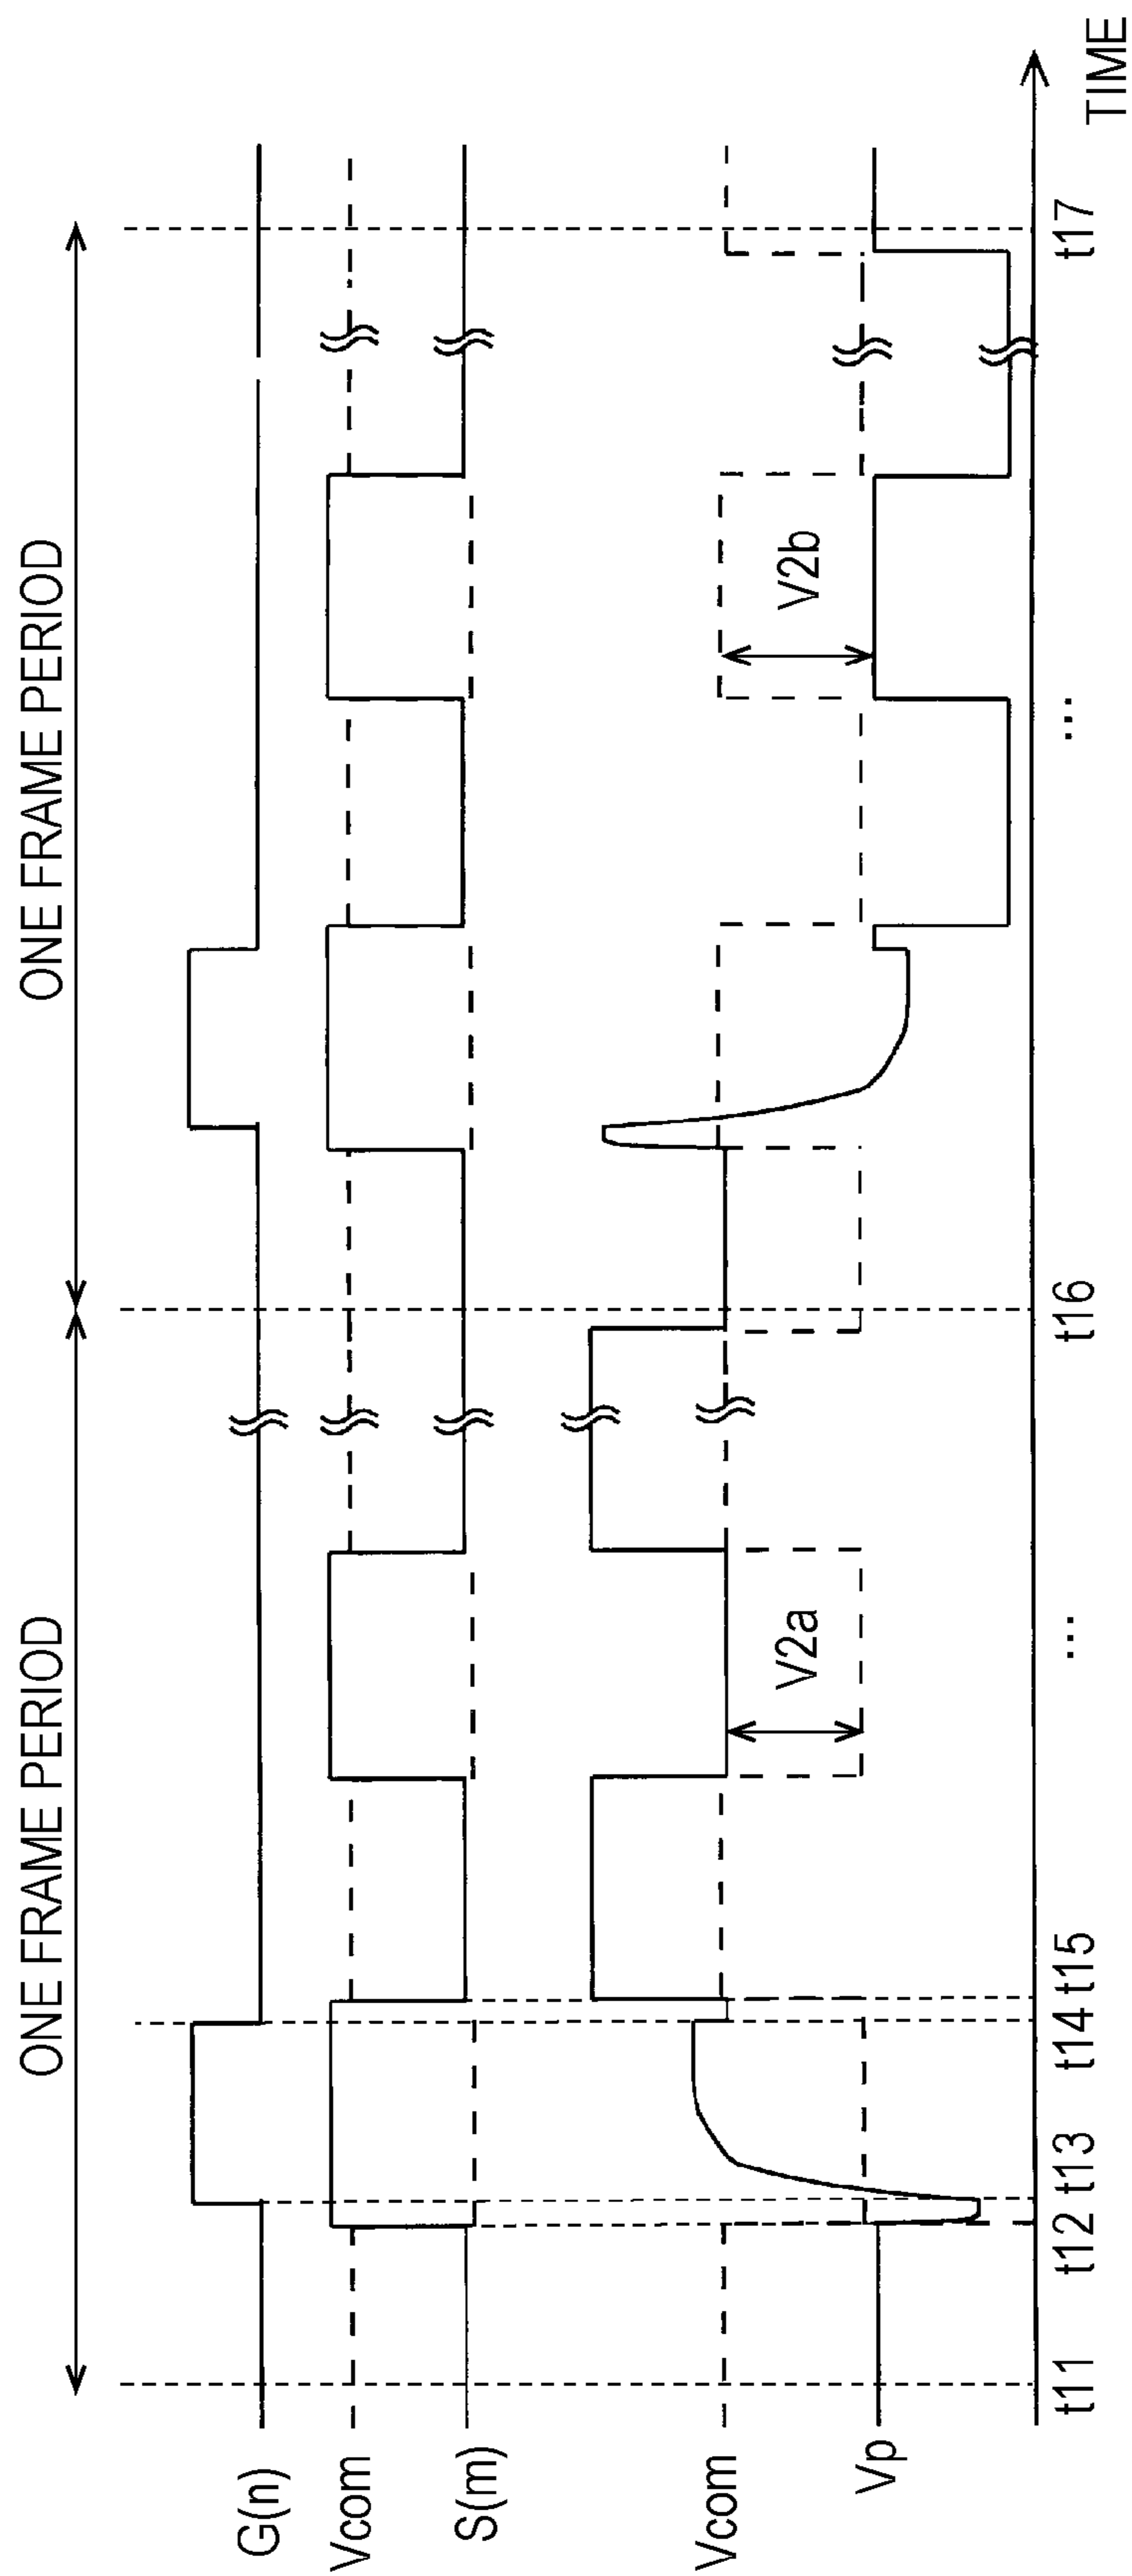 ONE FRAME PERIOD
ONE FRAME PERIOD
G(n)
Vcom
S(m)
Vcom
V2a
V2b
Vp
t11
t12
t13
t14
t15
...
t16
...
t17
TIME